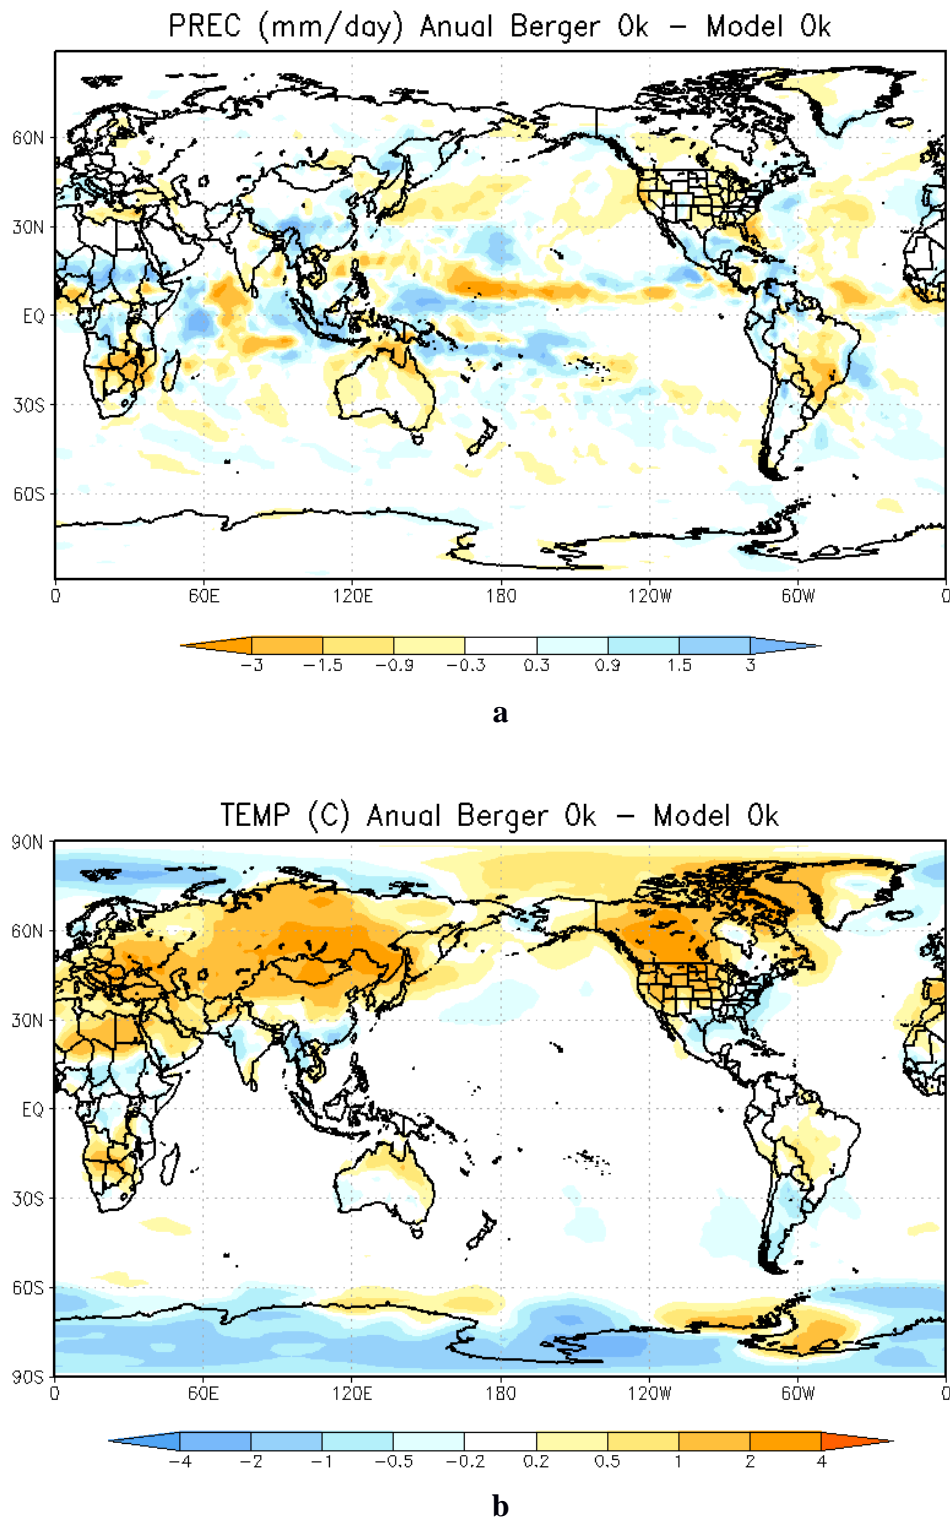 PREC (mm/day) Anual Berger 0k – Model 0k
60N
30N
EQ
30S
60S
0 60E 120E 180 120W 60W 0
−3 −1.5 −0.9 −0.3 0.3 0.9 1.5 3
a
TEMP (C) Anual Berger 0k – Model 0k
90N
60N
30N
EQ
30S
60S
90S
0 60E 120E 180 120W 60W 0
−4 −2 −1 −0.5 −0.2 0.2 0.5 1 2 4
b